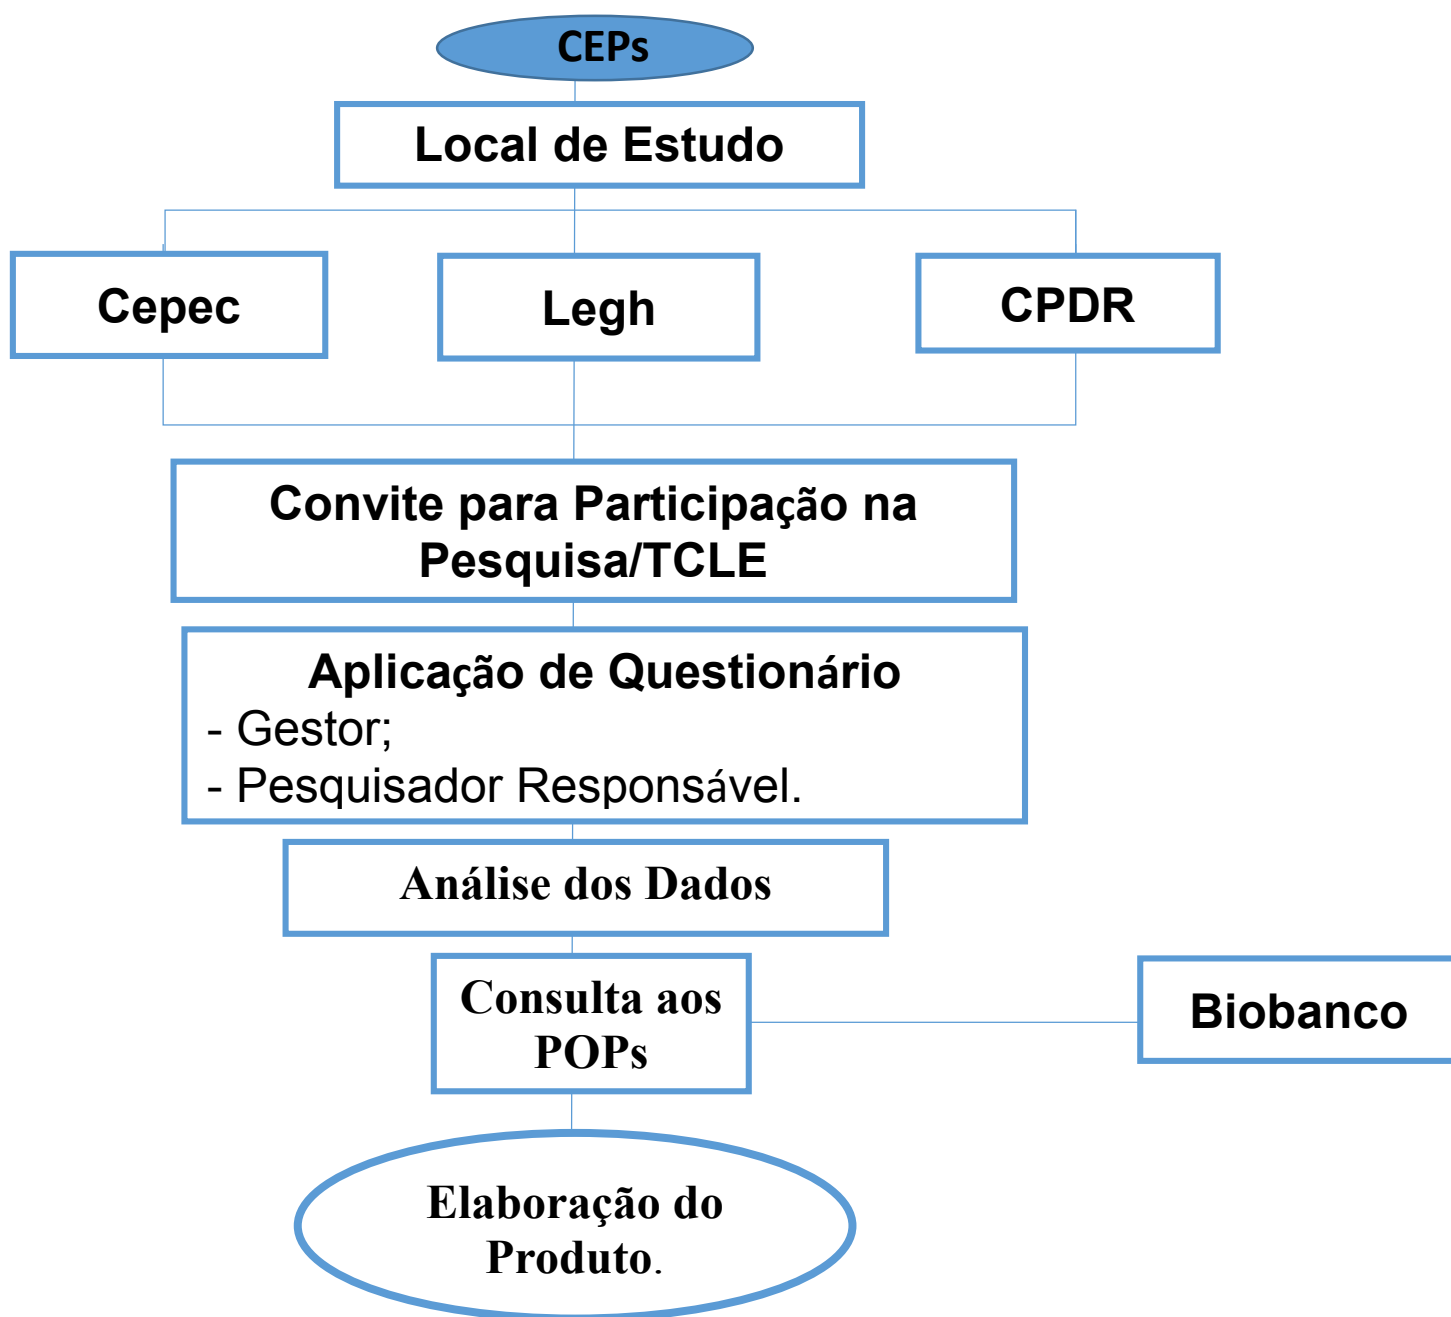 CEPs
Local de Estudo
Cepec
Legh
CPDR
Convite para Participação na
Pesquisa/TCLE
Aplicação de Questionário
- Gestor;
- Pesquisador Responsável.
Análise dos Dados
Consulta aos
POPs
Biobanco
Elaboração do
Produto.